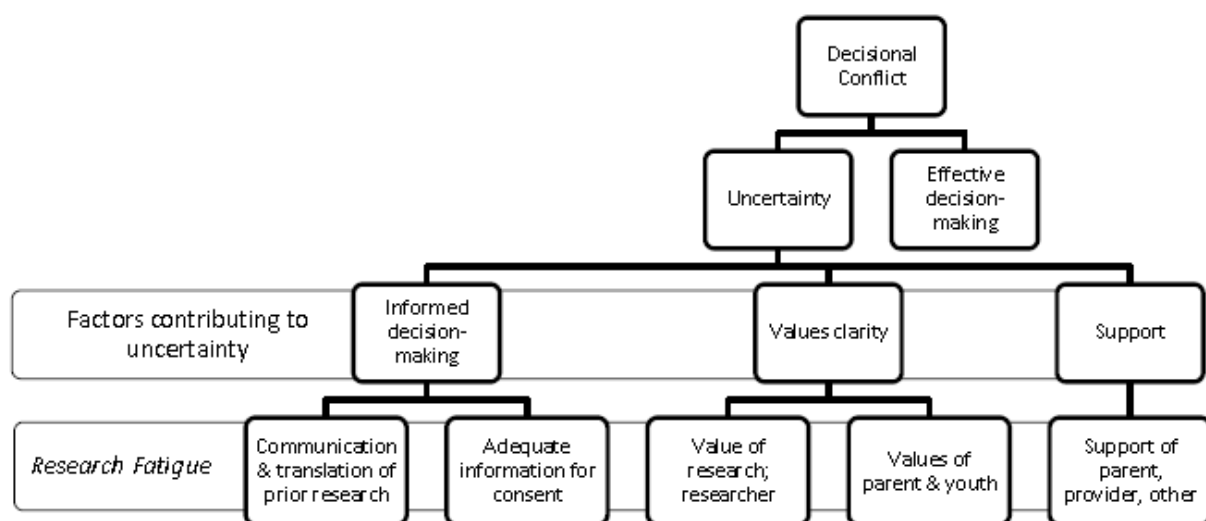 Decisional
Conflict
Uncertainty
Effective
decision-
making
Factors contributing to
uncertainty
Informed
decision-
making
Values clarity
Support
Research Fatigue
Communication
& translation of
prior research
Adequate
information for
consent
Value of
research;
researcher
Values of
parent & youth
Support of
parent,
provider, other